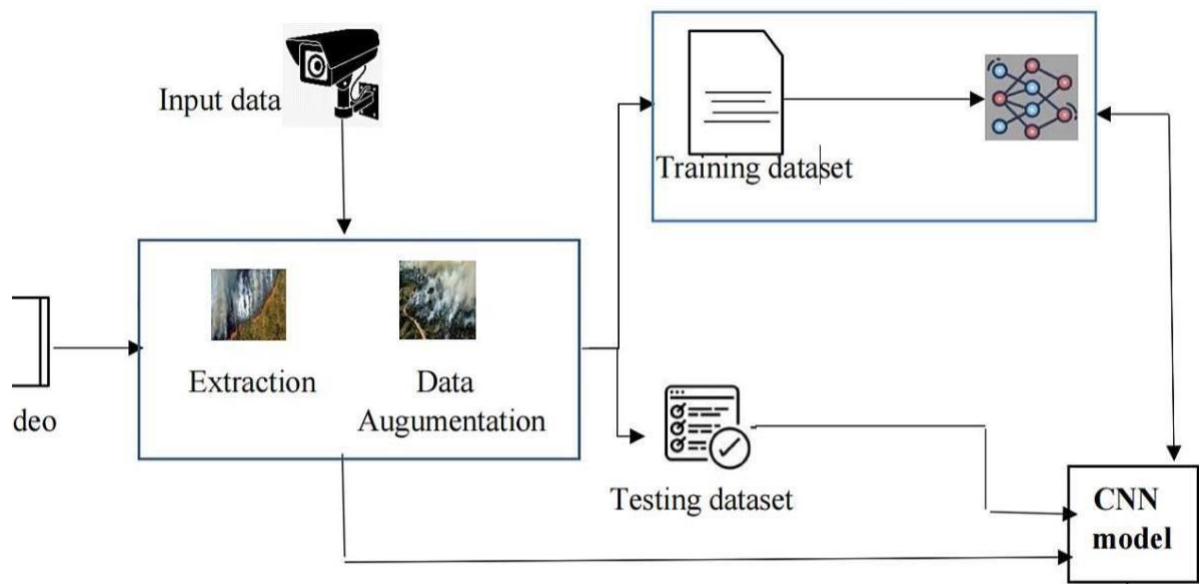 Input data
Training dataset
Extraction
Data
Augumentation
deo
Testing dataset
CNN
model